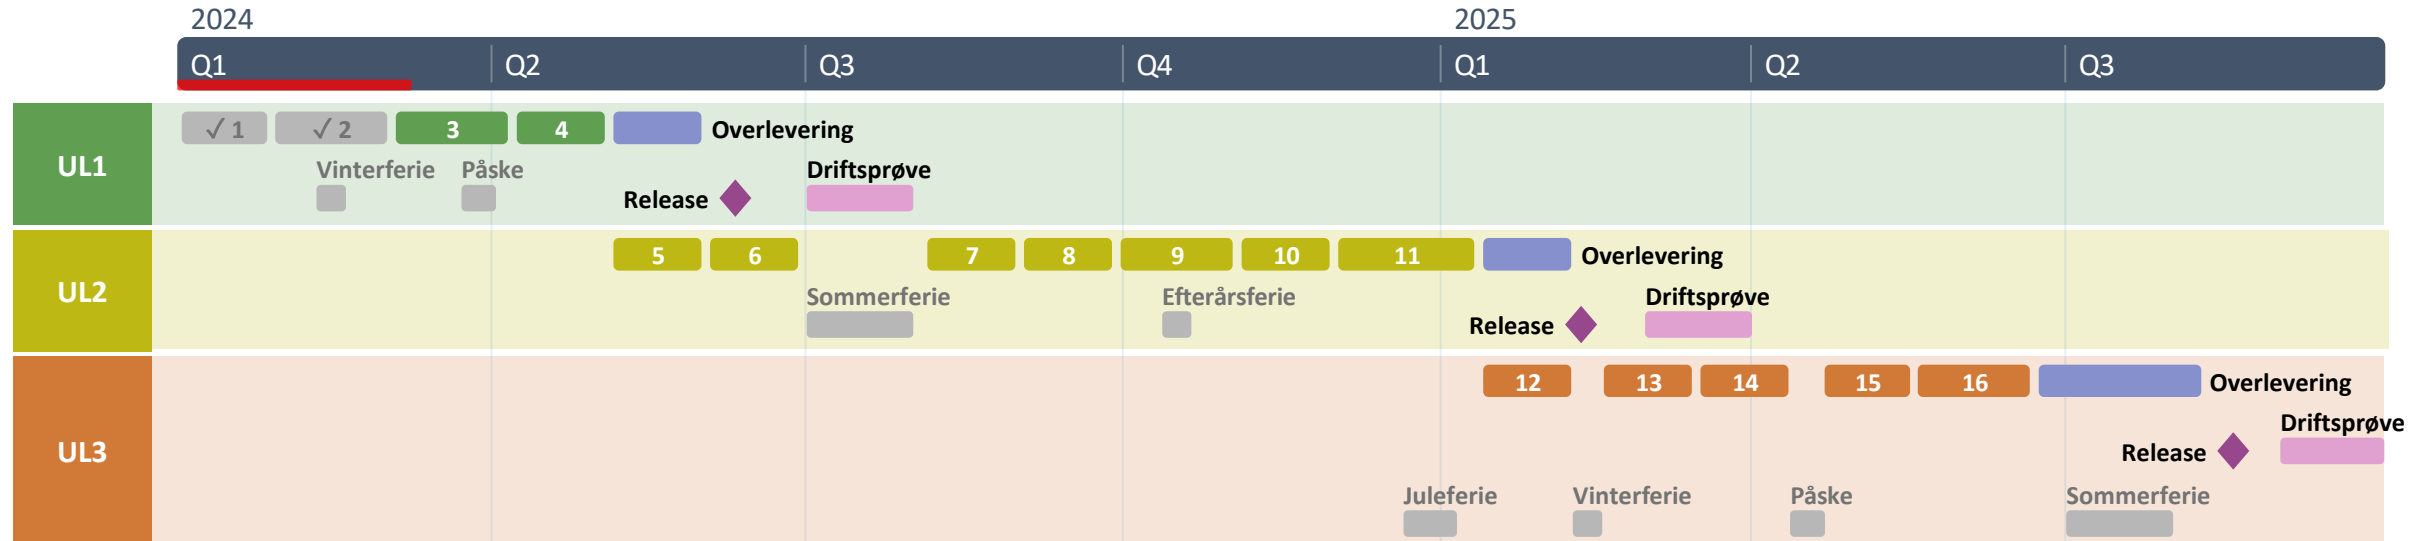 2024 2025
Q1 Q2 Q3 Q4 Q1 Q2 Q3
UL1
✓ 1 ✓ 2 3 4 Overlevering
Vinterferie Påske Driftsprøve
Release
UL2
5 6 7 8 9 10 11 Overlevering
Sommerferie Efterårsferie Driftsprøve
Release
UL3
12 13 14 15 16 Overlevering
Driftsprøve
Release
Juleferie Vinterferie Påske Sommerferie